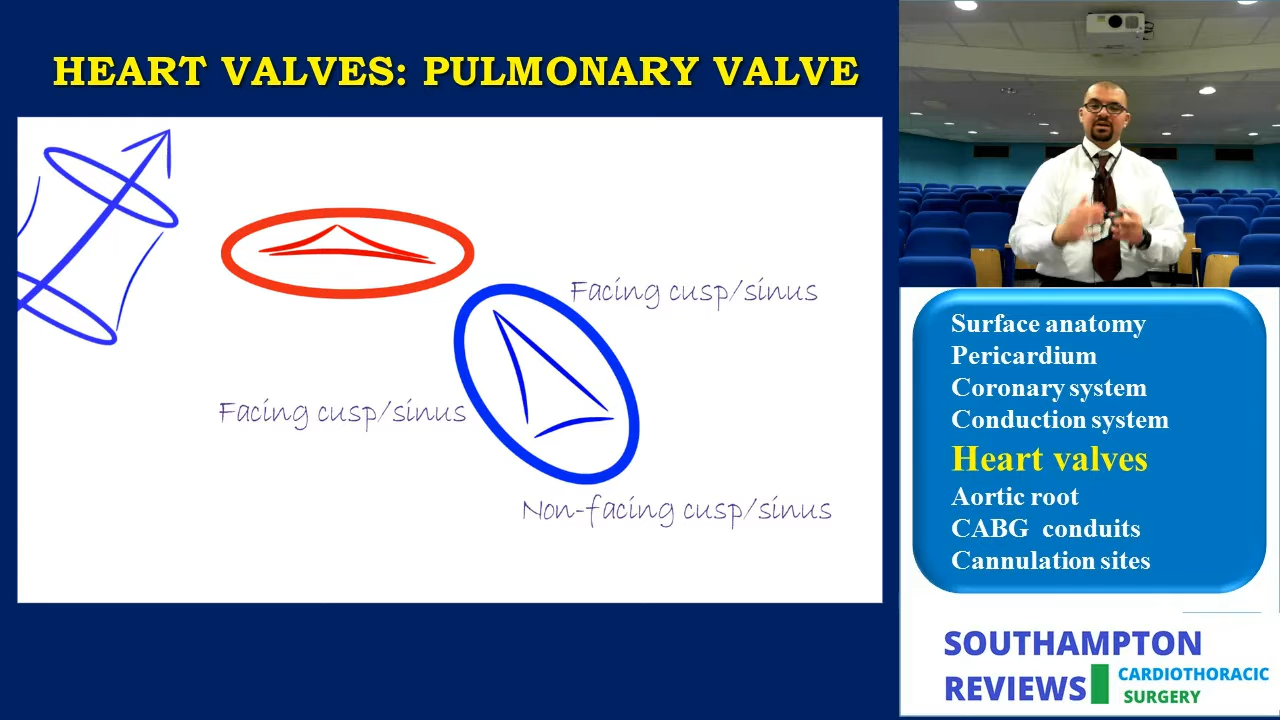 HEART VALVES: PULMONARY VALVE
Facing cusp/sinus
Facing cusp/sinus
Non-facing cusp/sinus
Surface anatomy
Pericardium
Coronary system
Conduction system
Heart valves
Aortic root
CABG conduits
Cannulation sites
SOUTHAMPTON
REVIEWS
CARDIOTHORACIC
SURGERY